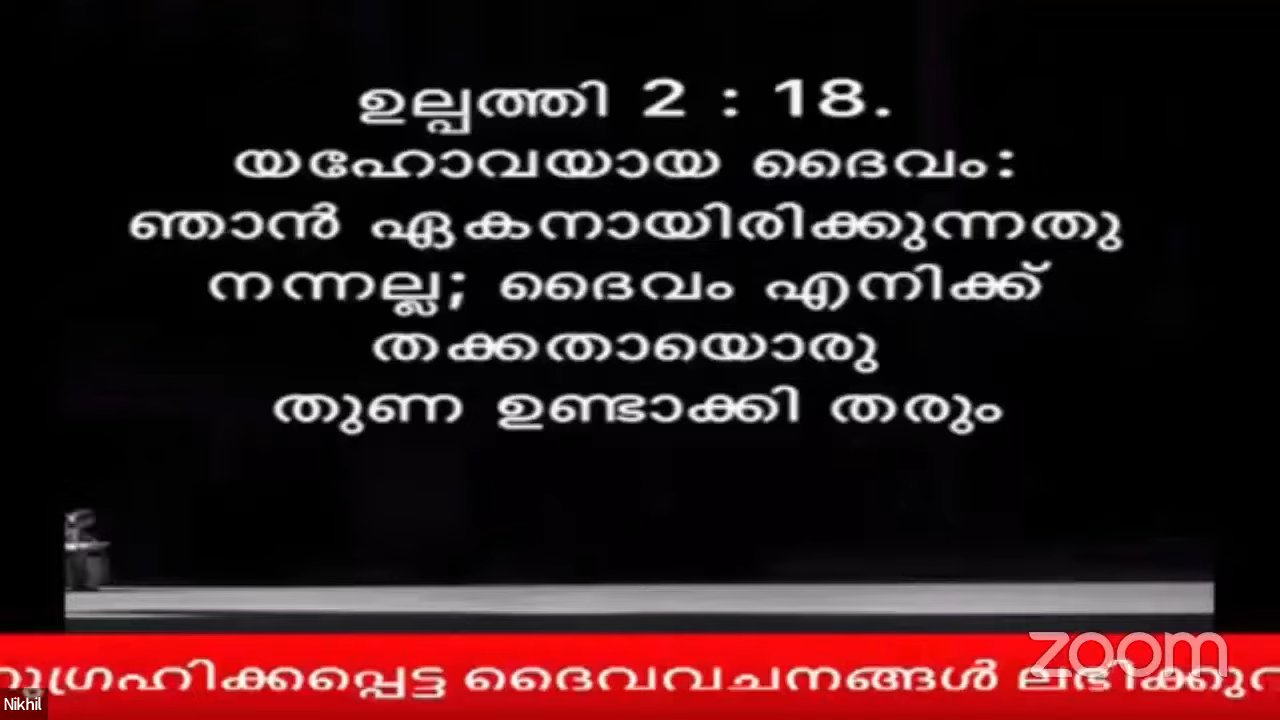 ഉല്പത്തി 2 : 18.
യഹോവയായ ദൈവം:
ഞാൻ ഏകനായിരിക്കുന്നതു
നന്നല്ല; ദൈവം എനിക്ക്
തക്കതായൊരു
തുണ ഉണ്ടാക്കി തരും
zoom
ദൈവവചനങ്ങൾ
Nikhil